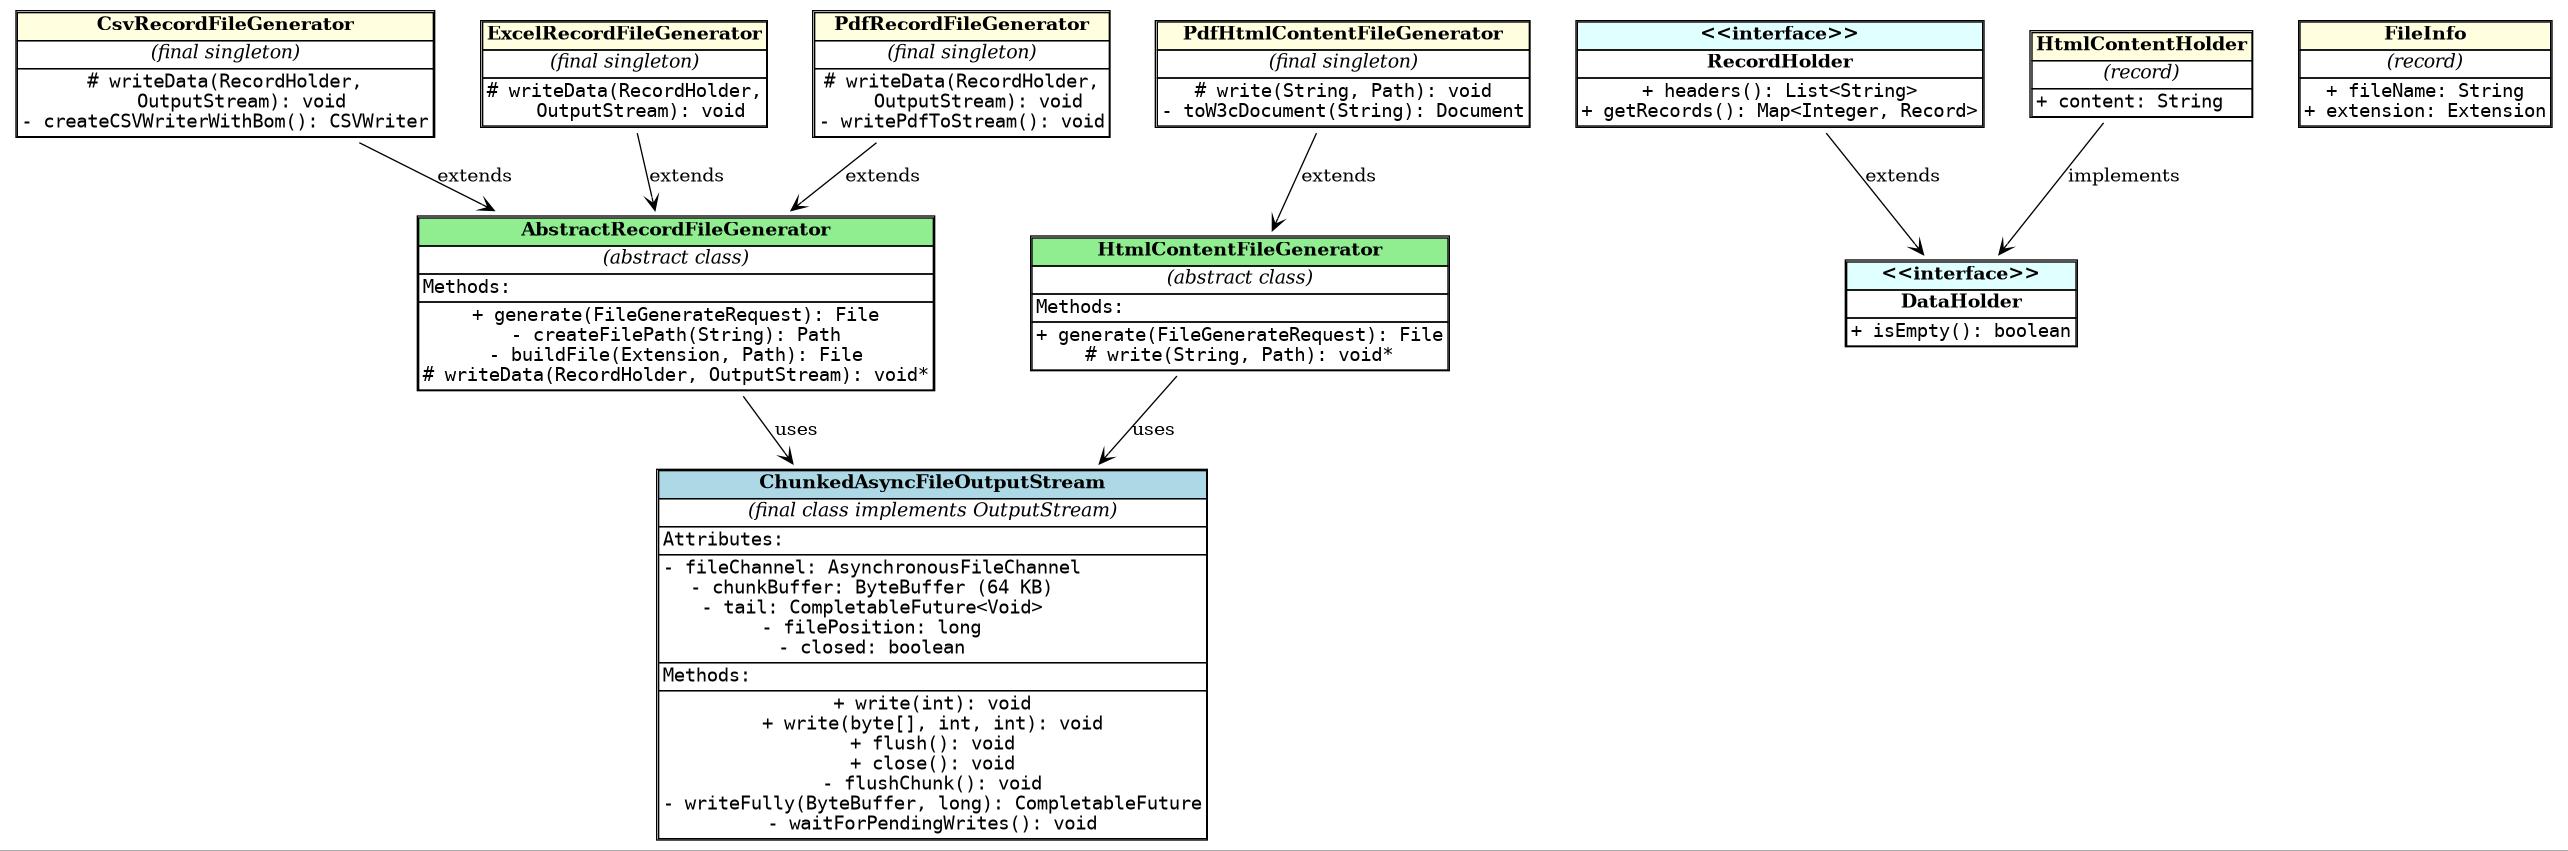 CsvRecordFileGenerator
(final singleton)
# writeData(RecordHolder,
OutputStream): void
- createCSVWriterWithBom(): CSVWriter
ExcelRecordFileGenerator
(final singleton)
# writeData(RecordHolder,
OutputStream): void
PdfRecordFileGenerator
(final singleton)
# writeData(RecordHolder,
OutputStream): void
- writePdfToStream(): void
PdfHtmlContentFileGenerator
(final singleton)
# write(String, Path): void
- toW3cDocument(String): Document
<<interface>>
RecordHolder
+ headers(): List<String>
+ getRecords(): Map<Integer, Record>
HtmlContentHolder
(record)
+ content: String
FileInfo
(record)
+ fileName: String
+ extension: Extension
extends
extends
extends
extends
extends
implements
AbstractRecordFileGenerator
(abstract class)
Methods:
+ generate(FileGenerateRequest): File
- createFilePath(String): Path
- buildFile(Extension, Path): File
# writeData(RecordHolder, OutputStream): void*
HtmlContentFileGenerator
(abstract class)
Methods:
+ generate(FileGenerateRequest): File
# write(String, Path): void*
<<interface>>
DataHolder
+ isEmpty(): boolean
uses
uses
ChunkedAsyncFileOutputStream
(final class implements OutputStream)
Attributes:
- fileChannel: AsynchronousFileChannel
- chunkBuffer: ByteBuffer (64 KB)
- tail: CompletableFuture<Void>
- filePosition: long
- closed: boolean
Methods:
+ write(int): void
+ write(byte[], int, int): void
+ flush(): void
+ close(): void
- flushChunk(): void
- writeFully(ByteBuffer, long): CompletableFuture
- waitForPendingWrites(): void